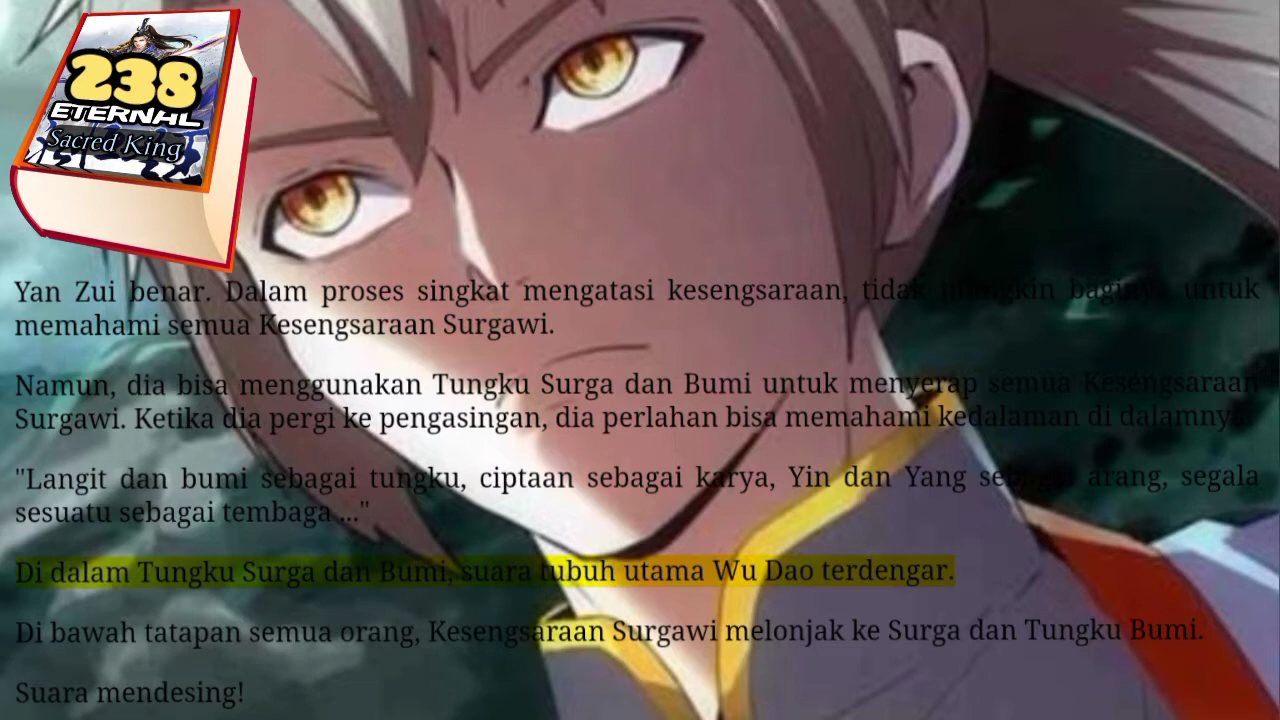 238
ETERNAL
Sacred King
Yan Zui benar. Dalam proses singkat mengatasi kesengsaraan, tidak mungkin baginya untuk
memahami semua Kesengsaraan Surgawi.
Namun, dia bisa menggunakan Tungku Surga dan Bumi untuk menyerap semua Kesengsaraan
Surgawi. Ketika dia pergi ke pengasingan, dia perlahan bisa memahami kedalaman di dalamnya.
"Langit dan bumi sebagai tungku, ciptaan sebagai karya, Yin dan Yang sebagai arang, segala
sesuatu sebagai tembaga ..."
Di dalam Tungku Surga dan Bumi, suara tubuh utama Wu Dao terdengar.
Di bawah tatapan semua orang, Kesengsaraan Surgawi melonjak ke Surga dan Tungku Bumi.
Suara mendesing!